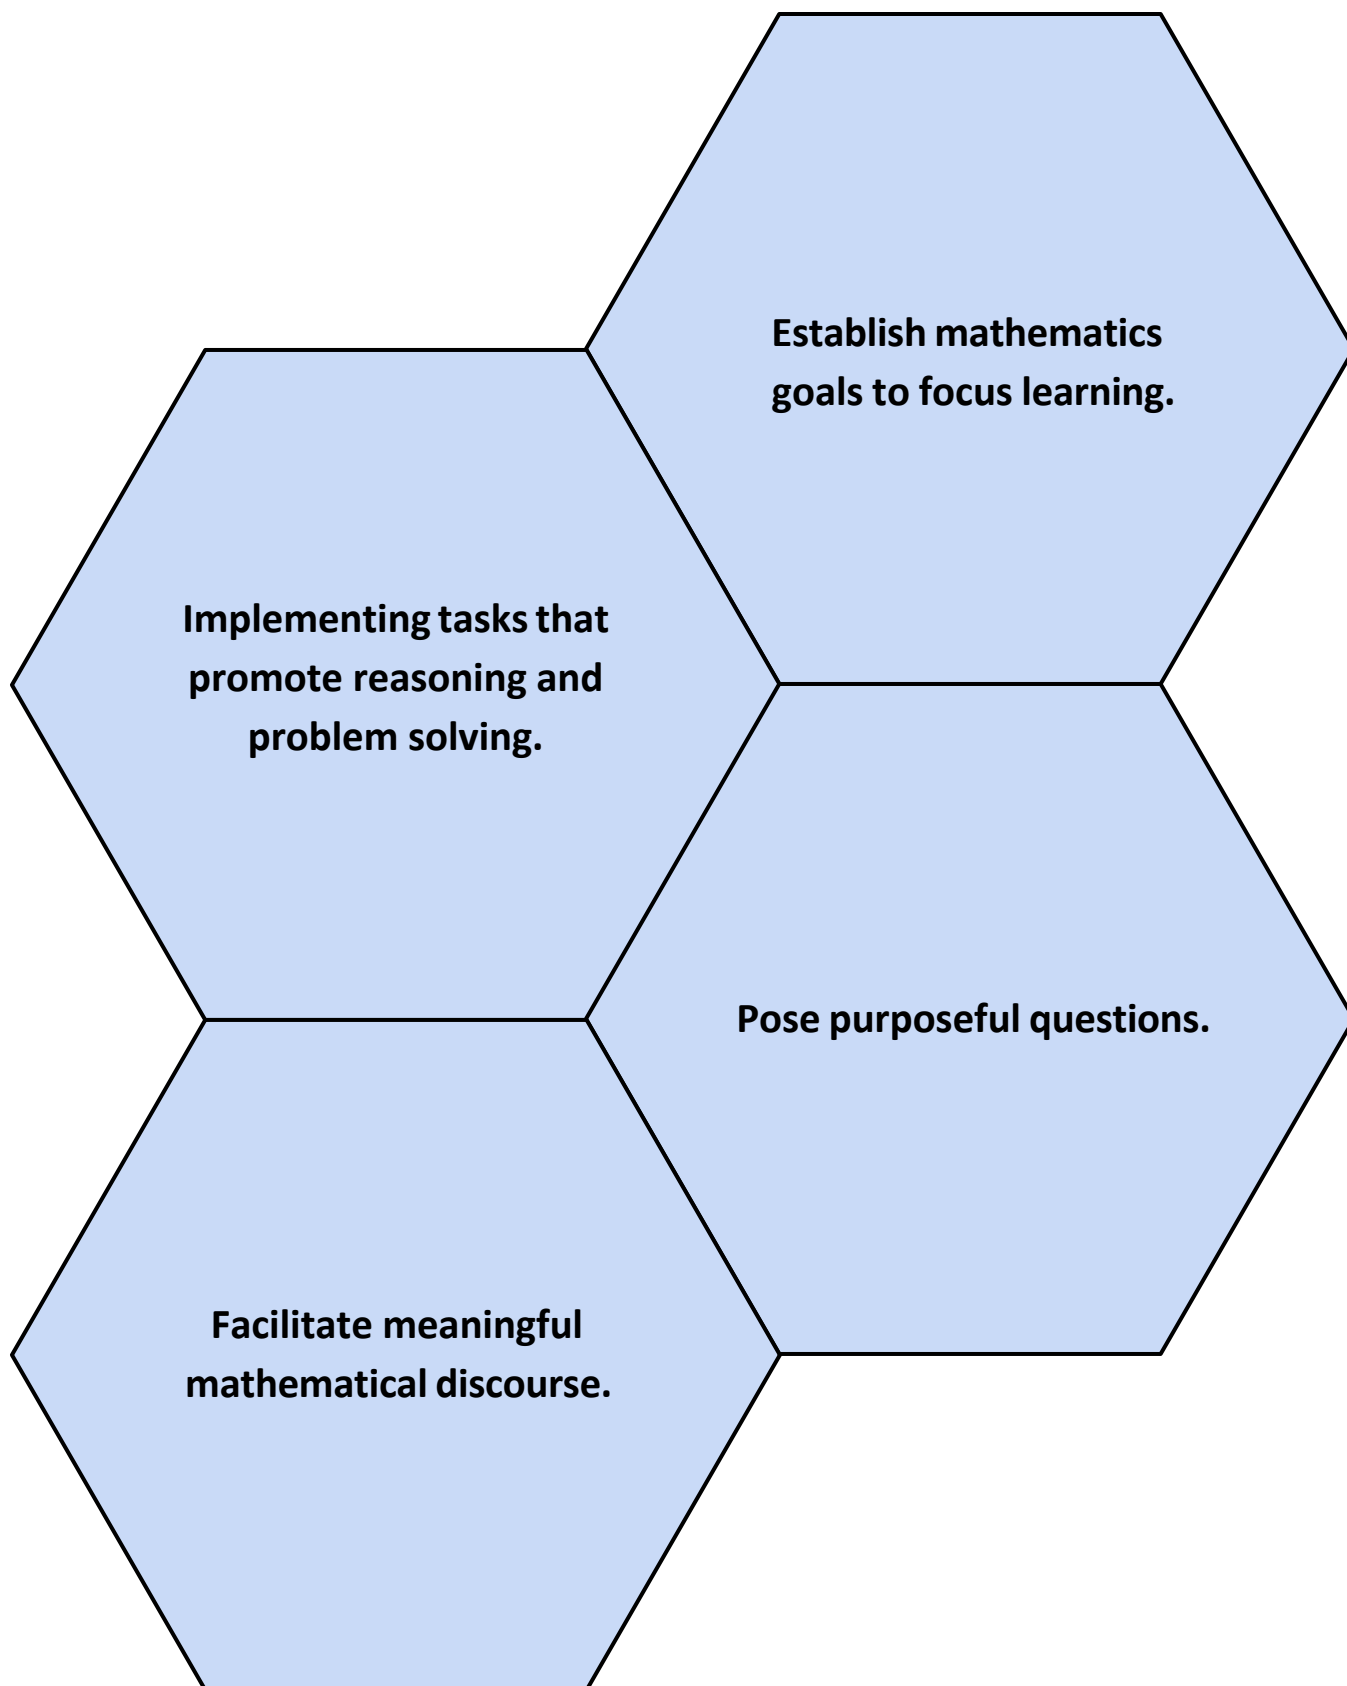 Establish mathematics
goals to focus learning.
Implementing tasks that
promote reasoning and
problem solving.
Pose purposeful questions.
Facilitate meaningful
mathematical discourse.